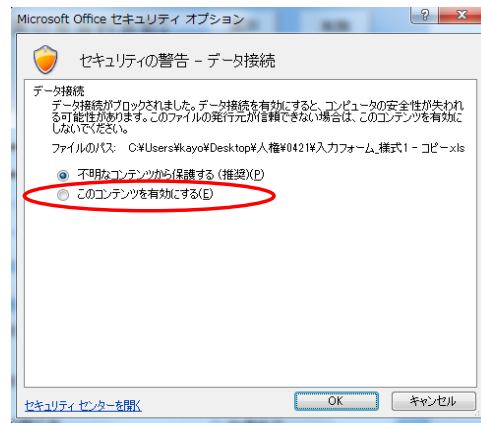 Microsoft Office セキュリティ オプション
セキュリティの警告 – データ接続
データ接続
データ接続がブロックされました。データ接続を有効にすると、コンピュータの安全性が失われ
る可能性があります。このファイルの発行元が信頼できない場合は、このコンテンツを有効に
しないでください。
ファイルのパス: C:¥Users¥kayo¥Desktop¥人権¥0421¥入力フォーム_様式1 - コピー.xls
不明なコンテンツから保護する (推奨)(P)
このコンテンツを有効にする(E)
セキュリティ センターを開く
OK
キャンセル